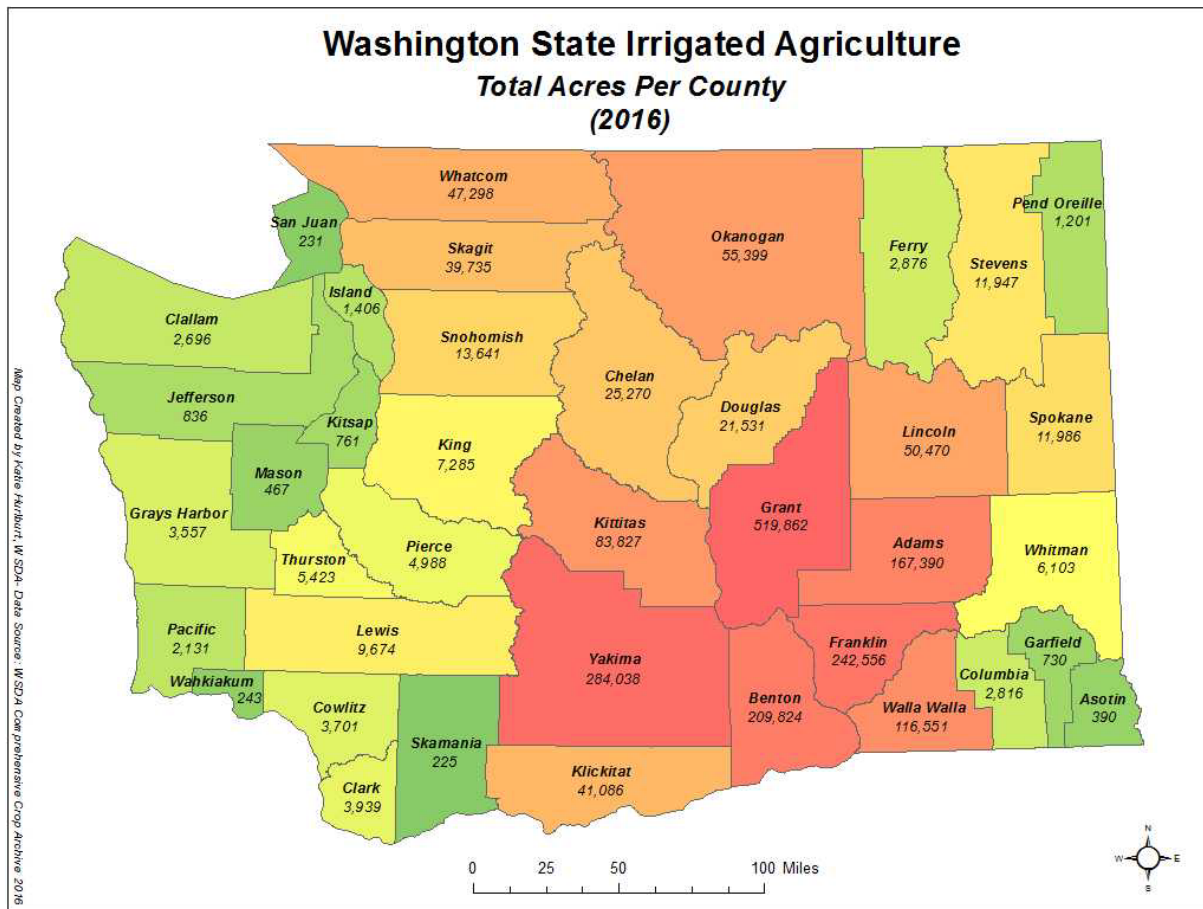 Washington State Irrigated Agriculture
Total Acres Per County
(2016)
Whatcom
47,298
San Juan
231
Skagit
39,735
Okanogan
55,399
Ferry
2,876
Stevens
11,947
Pend Oreille
1,201
Island
1,406
Clallam
2,696
Snohomish
13,641
Chelan
25,270
Douglas
21,531
Jefferson
836
Kitsap
761
King
7,285
Lincoln
50,470
Spokane
11,986
Mason
467
Grays Harbor
3,557
Kittitas
83,827
Grant
519,862
Adams
167,390
Whitman
6,103
Thurston
5,423
Pierce
4,988
Pacific
2,131
Lewis
9,674
Yakima
284,038
Franklin
242,556
Garfield
730
Wahkiakum
243
Cowlitz
3,701
Skamania
225
Benton
209,824
Walla Walla
116,551
Columbia
2,816
Asotin
390
Clark
3,939
Klickitat
41,086
0 25 50 100 Miles
N
W E
S
Map Created by Katie Hurlburt, WSDA- Data Source: WSDA Comprehensive Crop Archive 2016